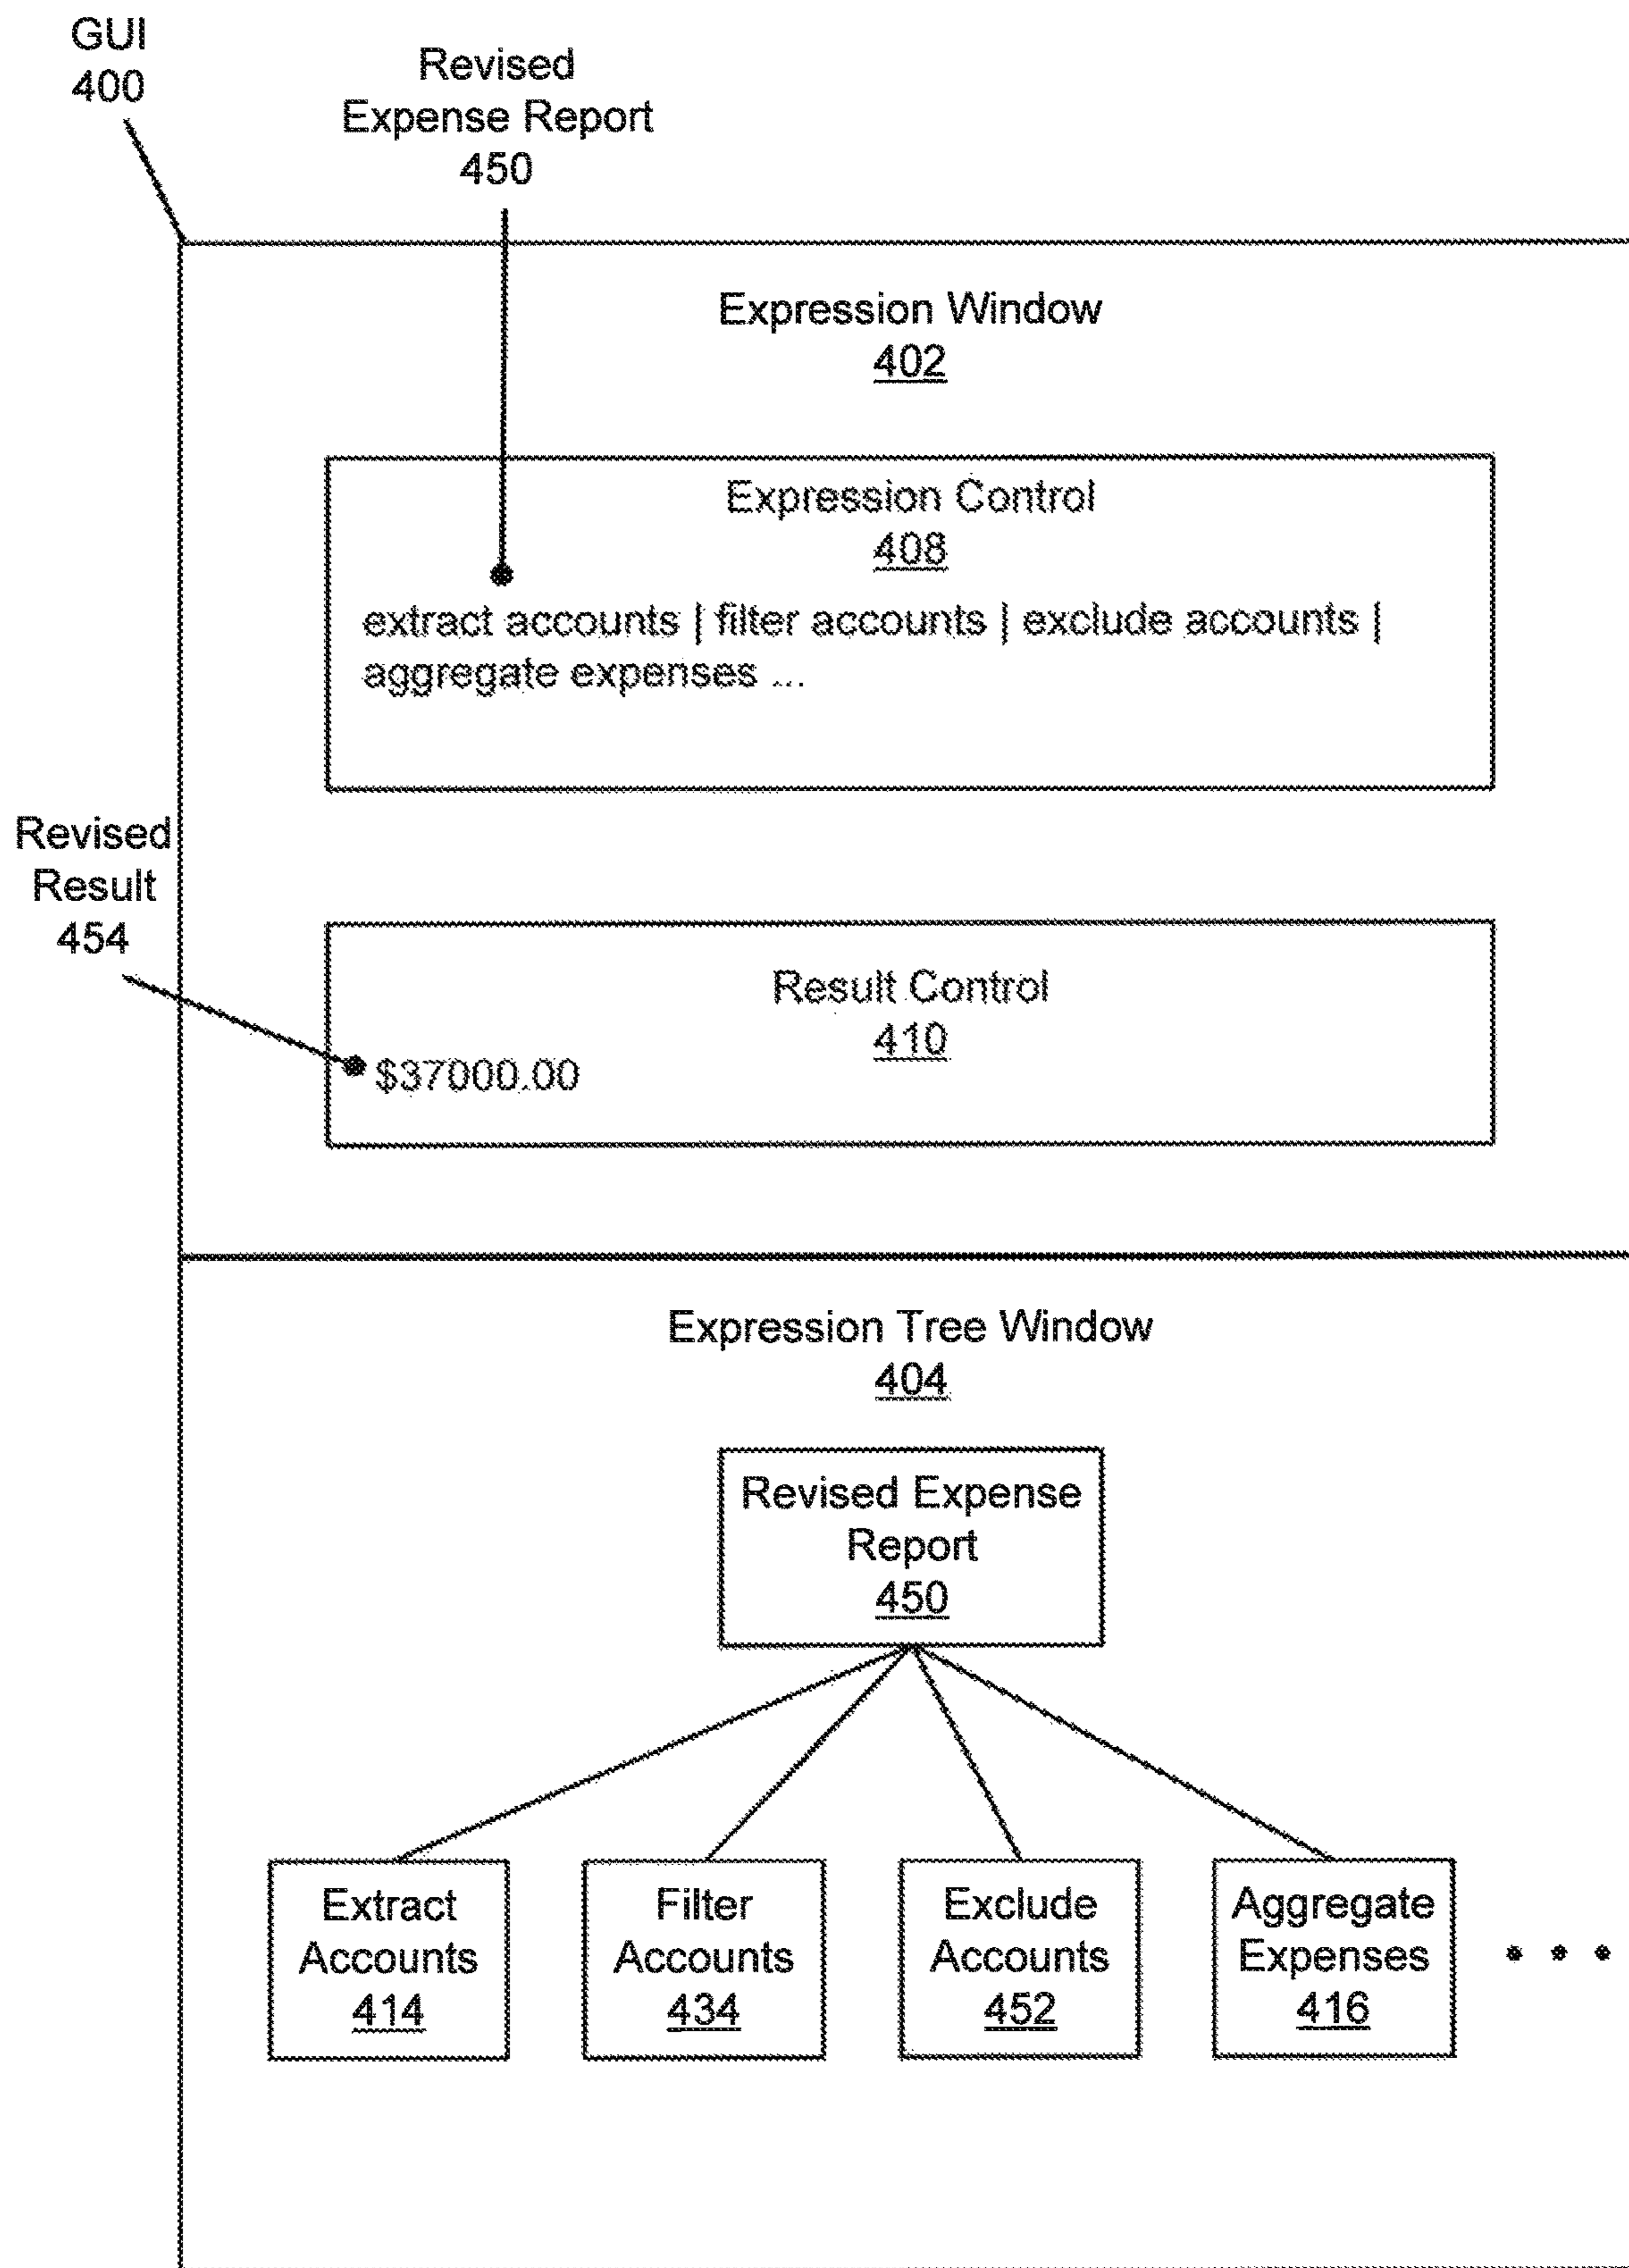 GUI
400
Revised
Expense Report
450
Expression Window
402
Expression Control
408
extract accounts | filter accounts | exclude accounts |
aggregate expenses ...
Revised
Result
454
Result Control
410
$37000.00
Expression Tree Window
404
Revised Expense
Report
450
Extract
Accounts
414
Filter
Accounts
434
Exclude
Accounts
452
Aggregate
Expenses
416
• • •